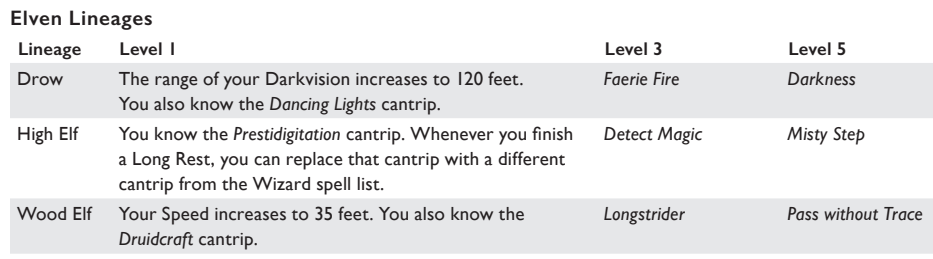 Elven Lineages
Lineage Level 1 Level 3 Level 5
Drow The range of your Darkvision increases to 120 feet. Faerie Fire Darkness
You also know the Dancing Lights cantrip.
High Elf You know the Prestidigitation cantrip. Whenever you finish Detect Magic Misty Step
a Long Rest, you can replace that cantrip with a different
cantrip from the Wizard spell list.
Wood Elf Your Speed increases to 35 feet. You also know the Longstrider Pass without Trace
Druidcraft cantrip.